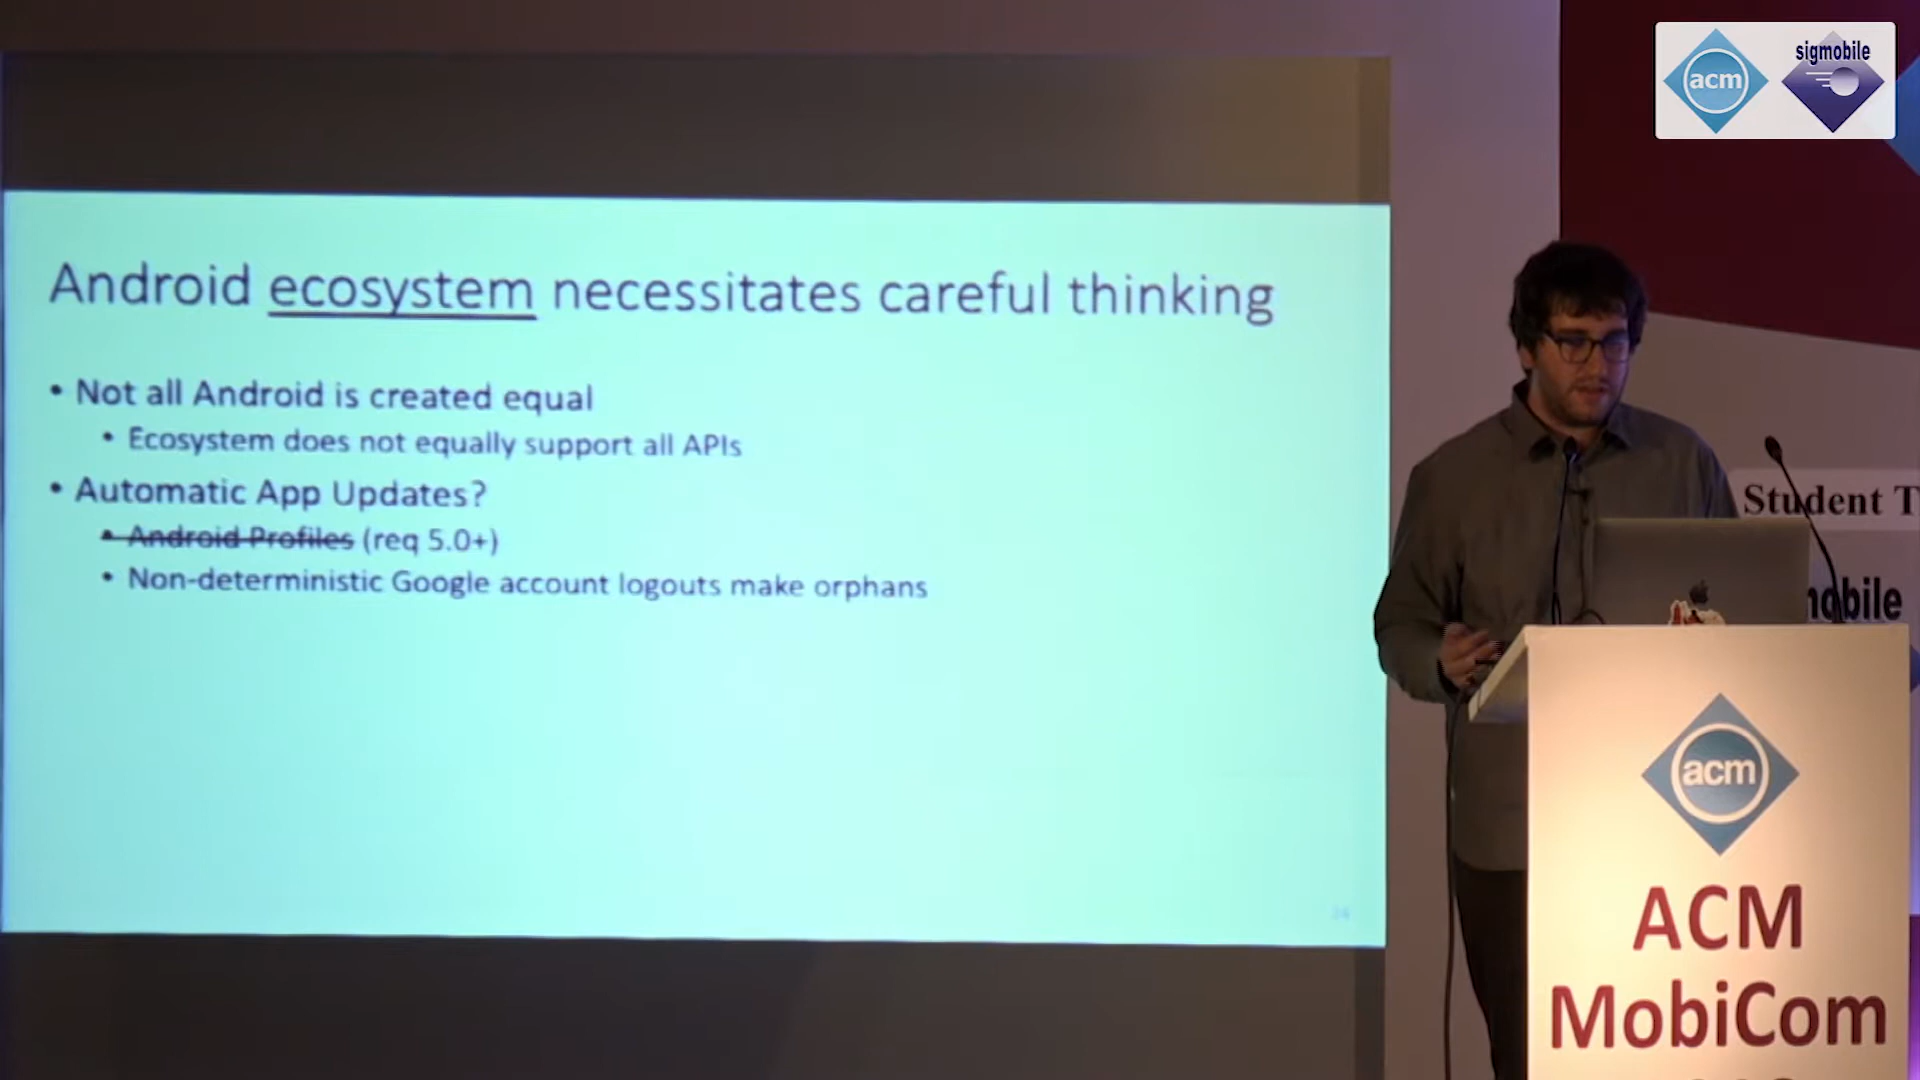 acm
sigmobile
Android ecosystem necessitates careful thinking
• Not all Android is created equal
• Ecosystem does not equally support all APIs
• Automatic App Updates?
• Android Profiles (req 5.0+)
• Non-deterministic Google account logouts make orphans
24
Student T
mobile
acm
ACM
MobiCom